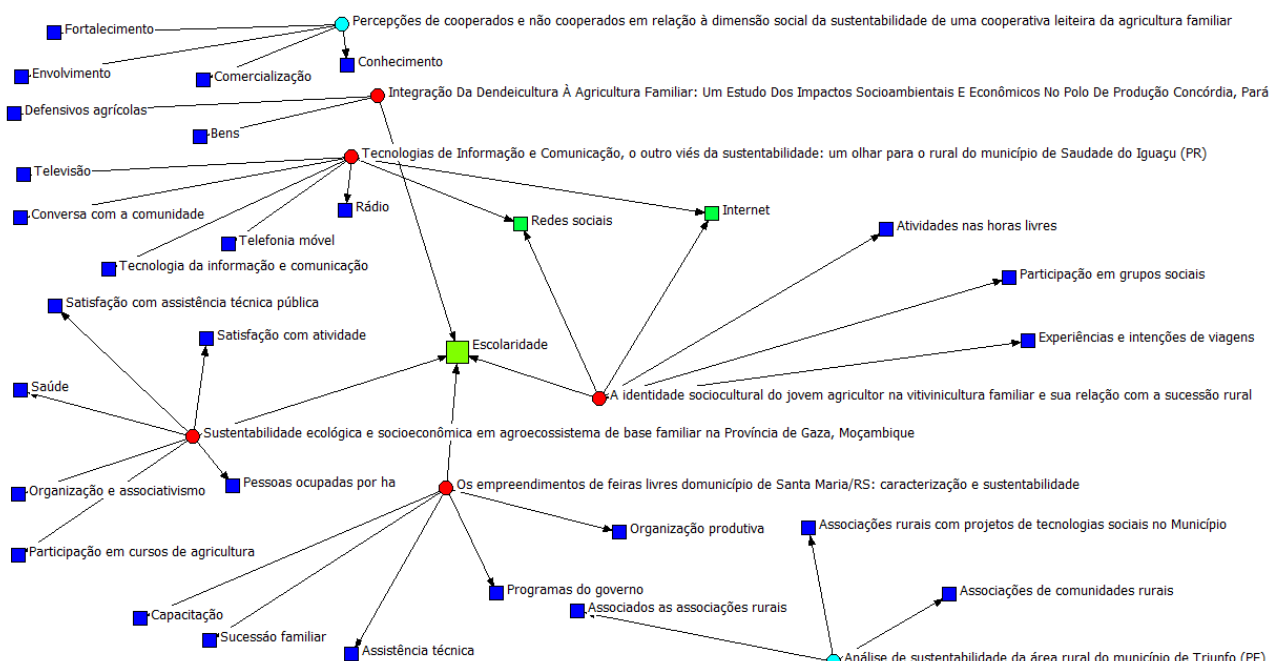 Percepções de cooperados e não cooperados em relação à dimensão social da sustentabilidade de uma cooperativa leiteira da agricultura familiar
Fortalecimento
Conhecimento
Envolvimento
Comercialização
Integração Da Dendeicultura À Agricultura Familiar: Um Estudo Dos Impactos Socioambientais E Econômicos No Polo De Produção Concórdia, Pará
Defensivos agrícolas
Bens
Tecnologias de Informação e Comunicação, o outro viés da sustentabilidade: um olhar para o rural do município de Saudade do Iguaçu (PR)
Televisão
Rádio
Conversa com a comunidade
Redes sociais
Internet
Atividades nas horas livres
Telefonia móvel
Tecnologia da informação e comunicação
Participação em grupos sociais
Satisfação com assistência técnica pública
Satisfação com atividade
Experiências e intenções de viagens
Escolaridade
Saúde
A identidade sociocultural do jovem agricultor na vitivinicultura familiar e sua relação com a sucessão rural
Sustentabilidade ecológica e socioeconômica em agroecossistema de base familiar na Província de Gaza, Moçambique
Pessoas ocupadas por ha
Os empreendimentos de feiras livres domunicípio de Santa Maria/RS: caracterização e sustentabilidade
Organização e associativismo
Associações rurais com projetos de tecnologias sociais no Município
Organização produtiva
Participação em cursos de agricultura
Programas do governo
Associações de comunidades rurais
Associados as associações rurais
Capacitação
Sucessáo familiar
Assistência técnica
Análise de sustentabilidade da área rural do município de Triunfo (PE)